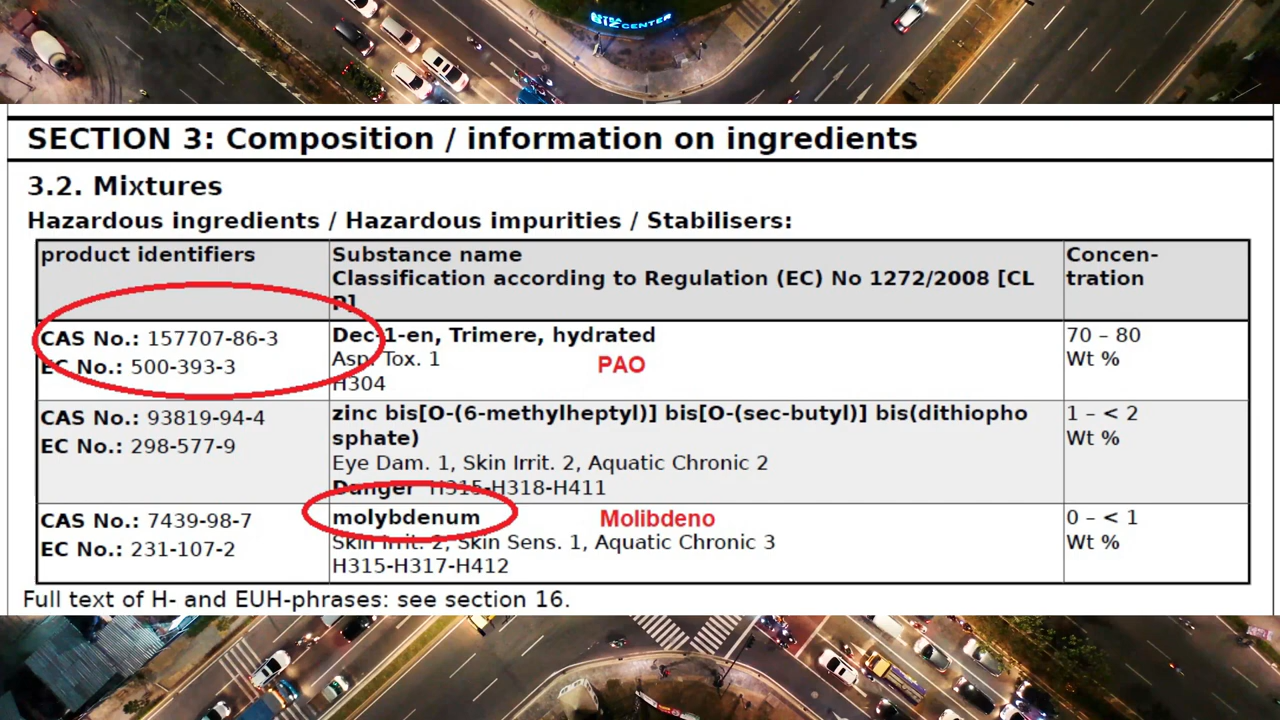 BIZCENTER
SECTION 3: Composition / information on ingredients
3.2. Mixtures
Hazardous ingredients / Hazardous impurities / Stabilisers:
product identifiers
Substance name
Classification according to Regulation (EC) No 1272/2008 [CL
P]
Concen-
tration
CAS No.: 157707-86-3
EC No.: 500-393-3
Dec-1-en, Trimere, hydrated
Asp. Tox. 1
H304
PAO
70 – 80
Wt %
CAS No.: 93819-94-4
EC No.: 298-577-9
zinc bis[O-(6-methylheptyl)] bis[O-(sec-butyl)] bis(dithiopho
sphate)
Eye Dam. 1, Skin Irrit. 2, Aquatic Chronic 2
Danger H315-H318-H411
1 – < 2
Wt %
CAS No.: 7439-98-7
EC No.: 231-107-2
molybdenum
Molibdeno
Skin Irrit. 2, Skin Sens. 1, Aquatic Chronic 3
H315-H317-H412
0 – < 1
Wt %
Full text of H- and EUH-phrases: see section 16.